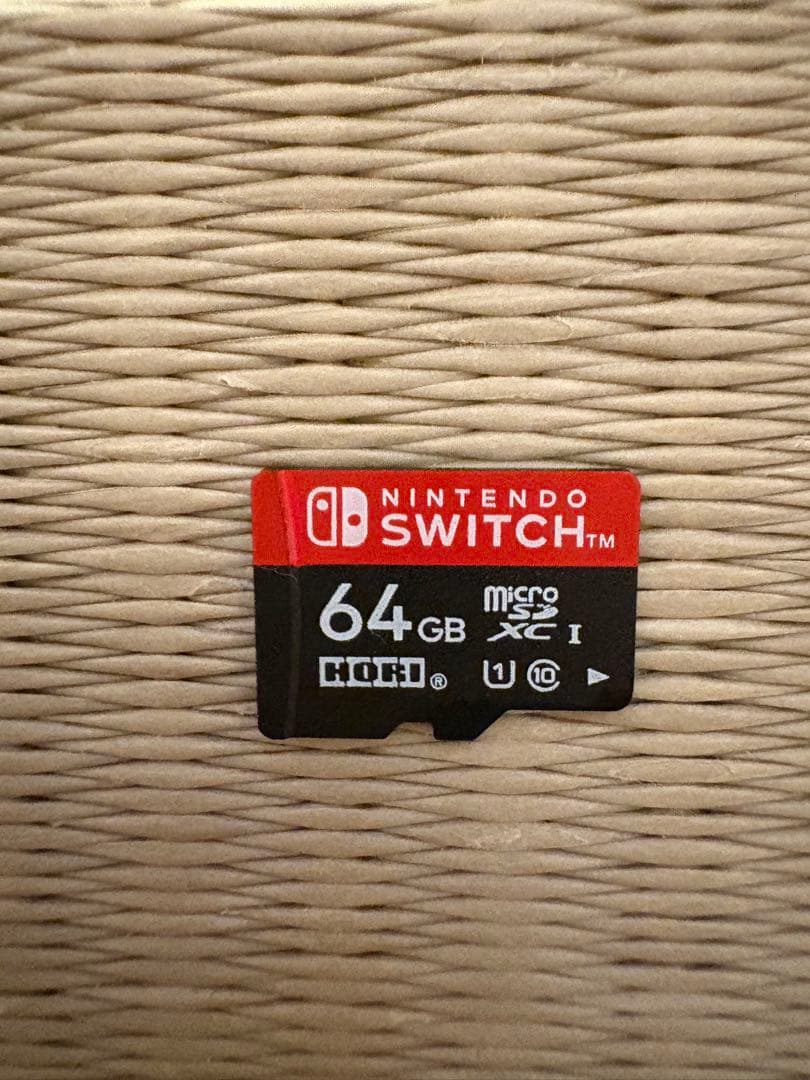 NINTENDO
SWITCH™
64GB
micro
SD
XC I
HORI®
1 10